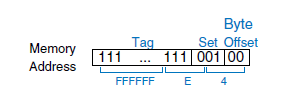 Byte
Tag Set Offset
Memory 111 ... 111 001 00
Address
FFFFFF E 4